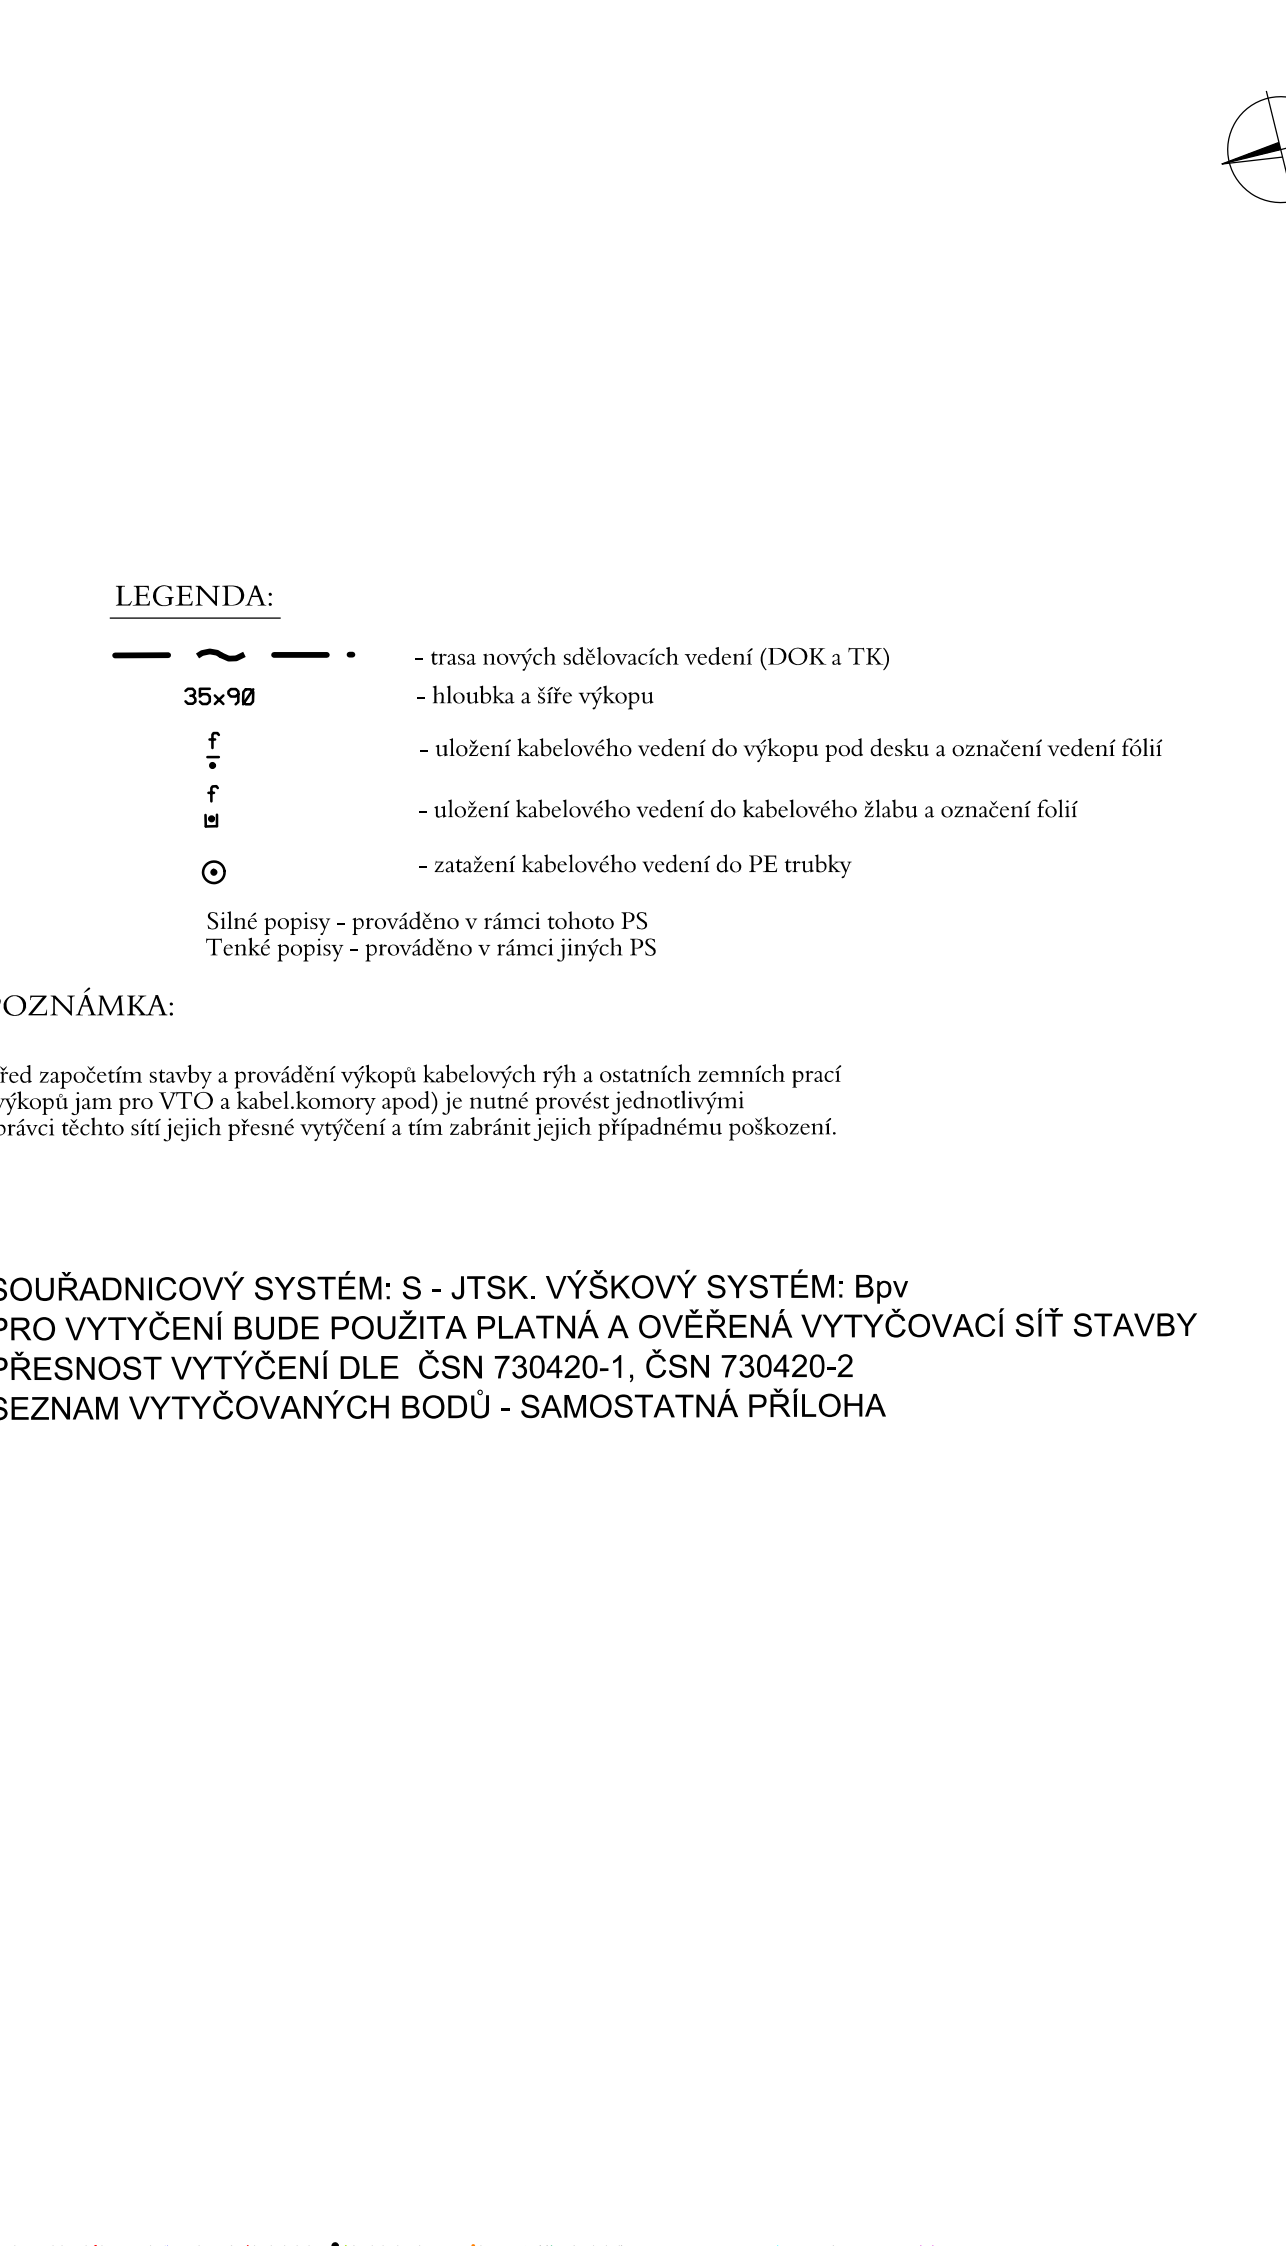 LEGENDA:
- trasa nových sdělovacích vedení (DOK a TK)
35x90 - hloubka a šíře výkopu
f - uložení kabelového vedení do výkopu pod desku a označení vedení fólií
f - uložení kabelového vedení do kabelového žlabu a označení folií
- zatažení kabelového vedení do PE trubky
Silné popisy - prováděno v rámci tohoto PS
Tenké popisy - prováděno v rámci jiných PS
POZNÁMKA:
řed započetím stavby a provádění výkopů kabelových rýh a ostatních zemních prací
výkopů jam pro VTO a kabel.komory apod) je nutné provést jednotlivými
právci těchto sítí jejich přesné vytýčení a tím zabránit jejich případnému poškození.
SOUŘADNICOVÝ SYSTÉM: S - JTSK. VÝŠKOVÝ SYSTÉM: Bpv
PRO VYTYČENÍ BUDE POUŽITA PLATNÁ A OVĚŘENÁ VYTYČOVACÍ SÍŤ STAVBY
PŘESNOST VYTÝČENÍ DLE ČSN 730420-1, ČSN 730420-2
SEZNAM VYTYČOVANÝCH BODŮ - SAMOSTATNÁ PŘÍLOHA